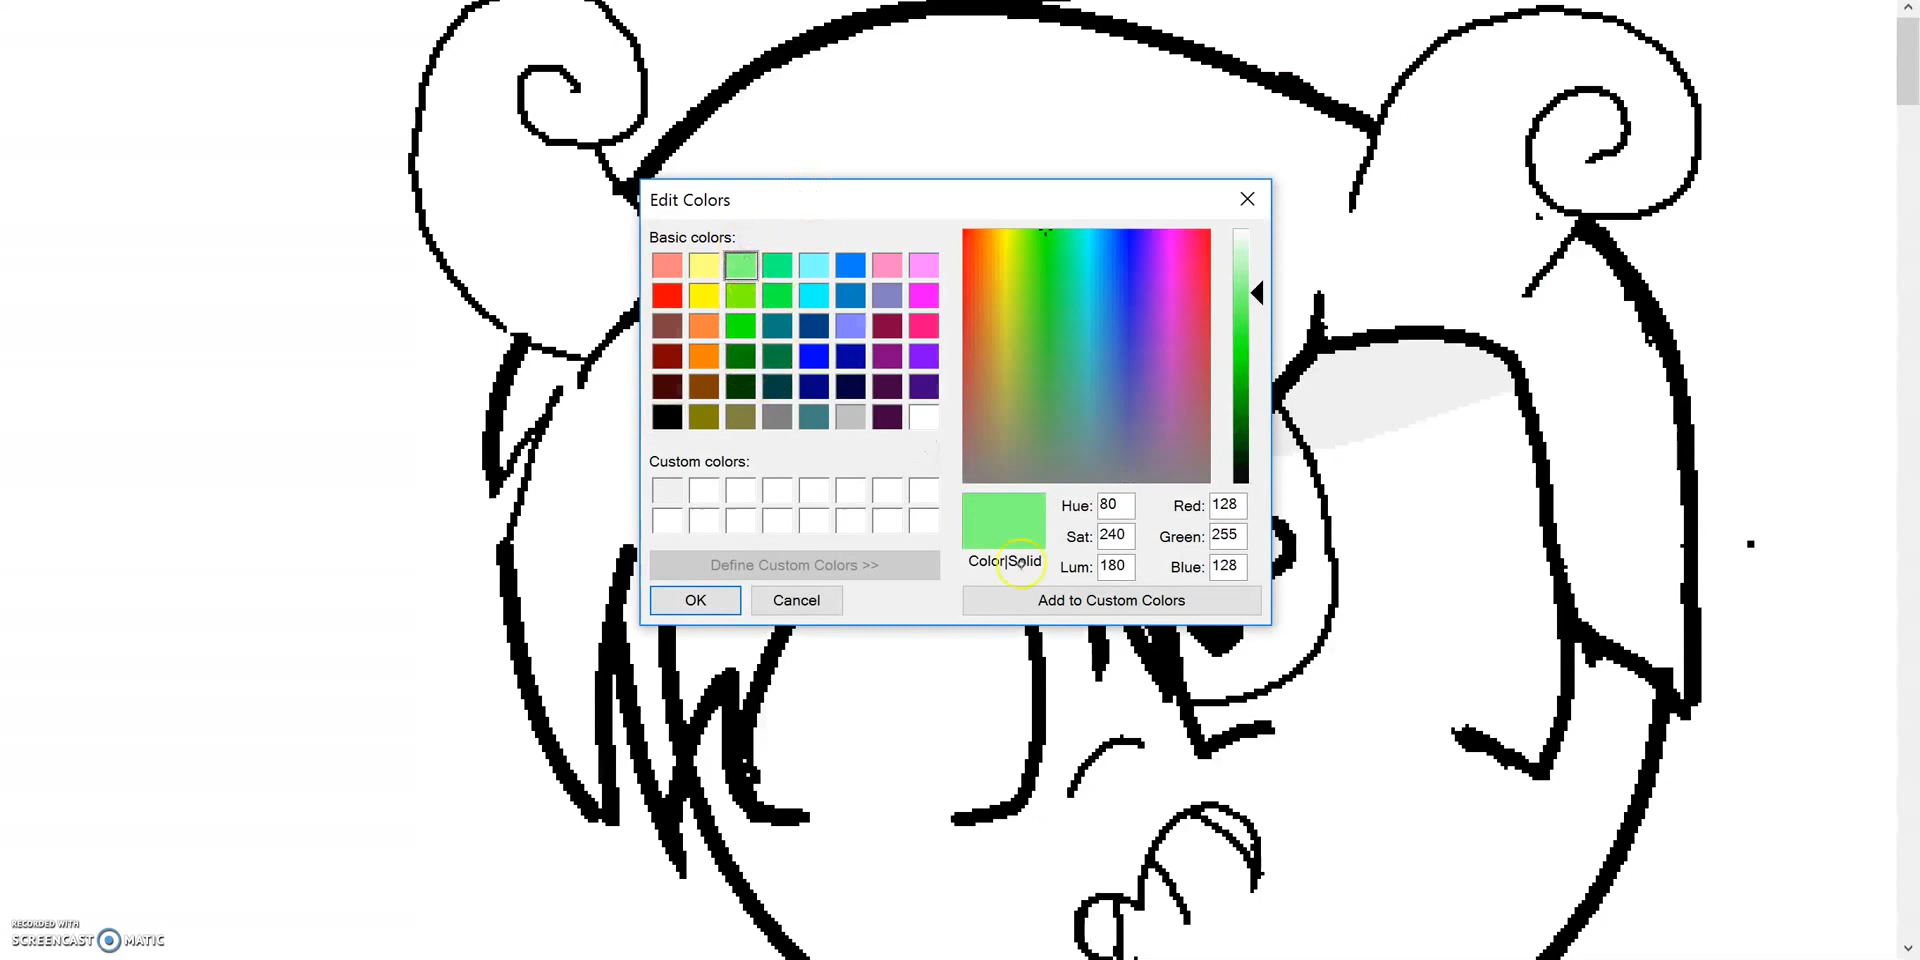 Edit Colors
Basic colors:
Custom colors:
Define Custom Colors >>
OK
Cancel
Color|Solid
Hue: 80
Sat: 240
Lum: 180
Red: 128
Green: 255
Blue: 128
Add to Custom Colors
RECORDED WITH
SCREENCAST MATIC